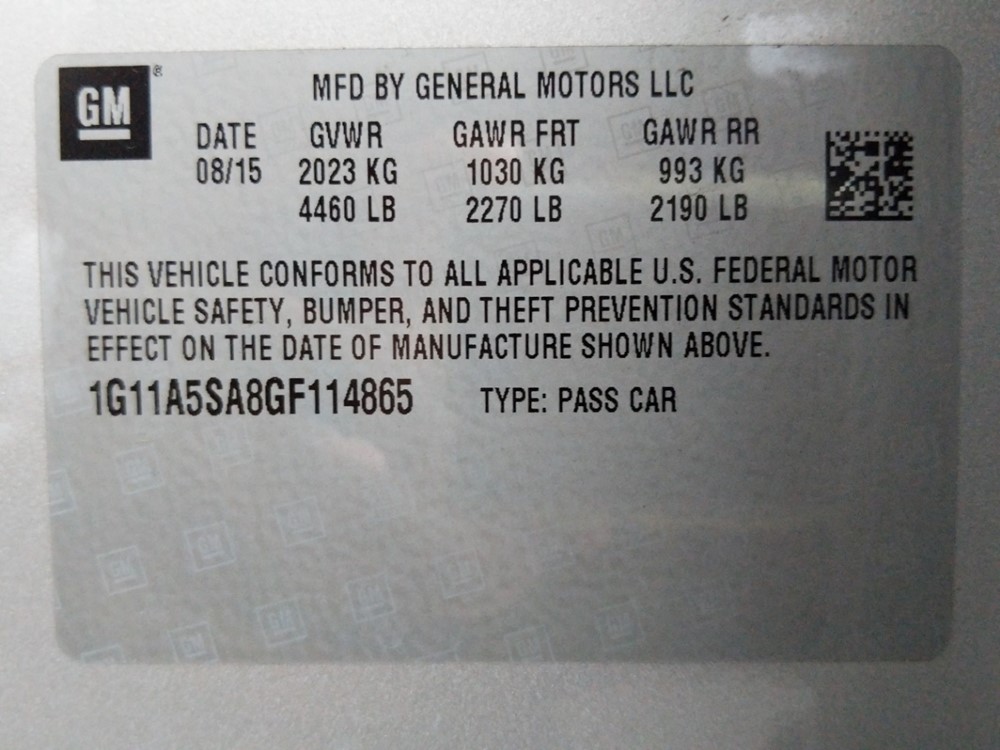 GM ®
MFD BY GENERAL MOTORS LLC
DATE GVWR GAWR FRT GAWR RR
08/15 2023 KG 1030 KG 993 KG
4460 LB 2270 LB 2190 LB
THIS VEHICLE CONFORMS TO ALL APPLICABLE U.S. FEDERAL MOTOR
VEHICLE SAFETY, BUMPER, AND THEFT PREVENTION STANDARDS IN
EFFECT ON THE DATE OF MANUFACTURE SHOWN ABOVE.
1G11A5SA8GF114865 TYPE: PASS CAR